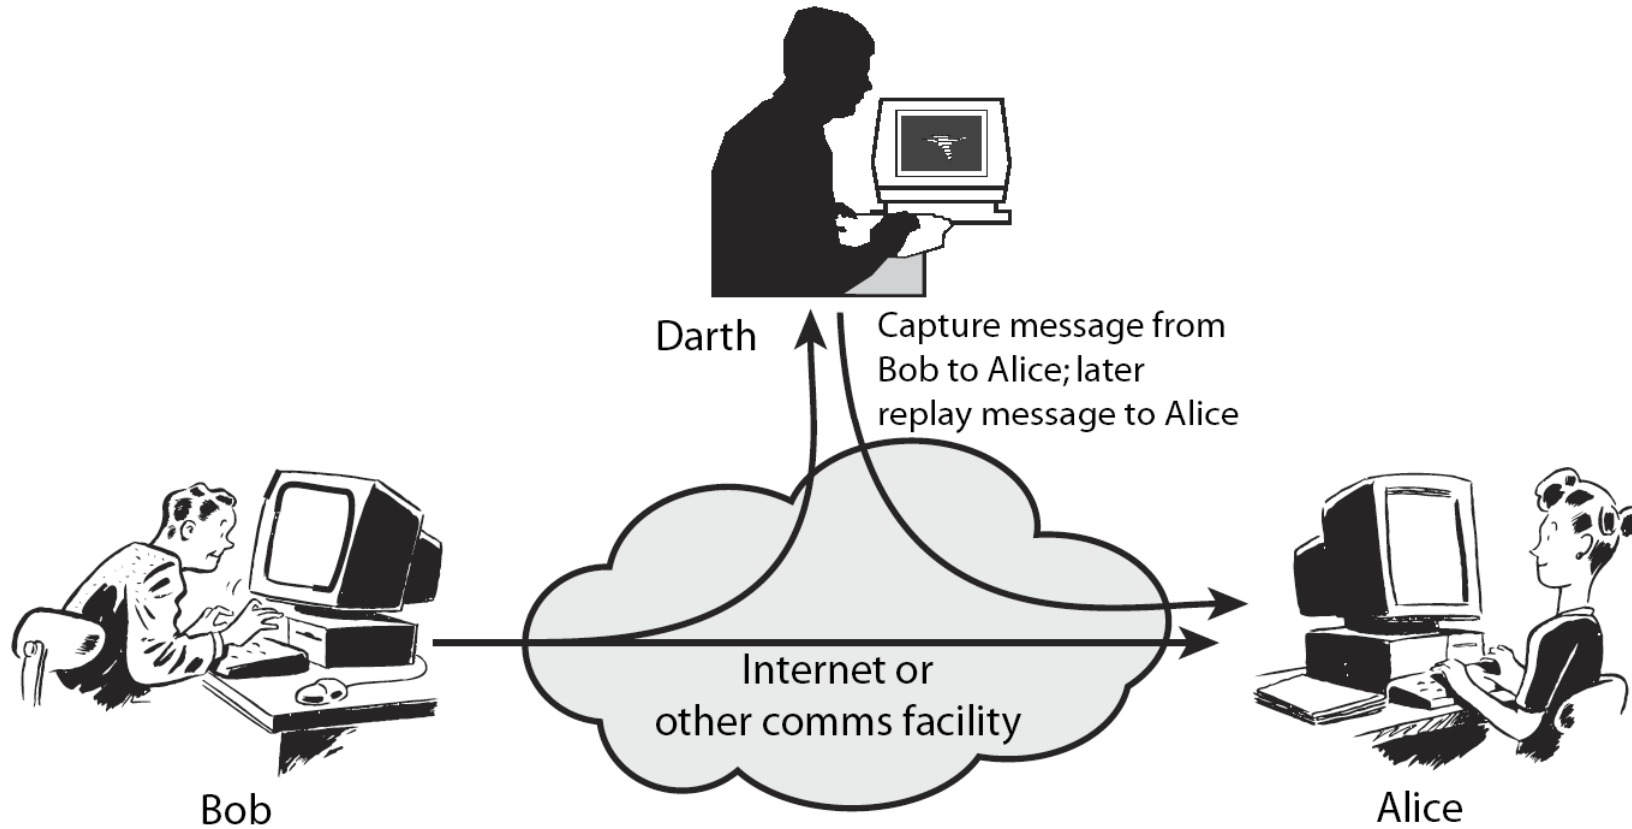 Darth
Capture message from
Bob to Alice; later
replay message to Alice
Internet or
other comms facility
Bob
Alice